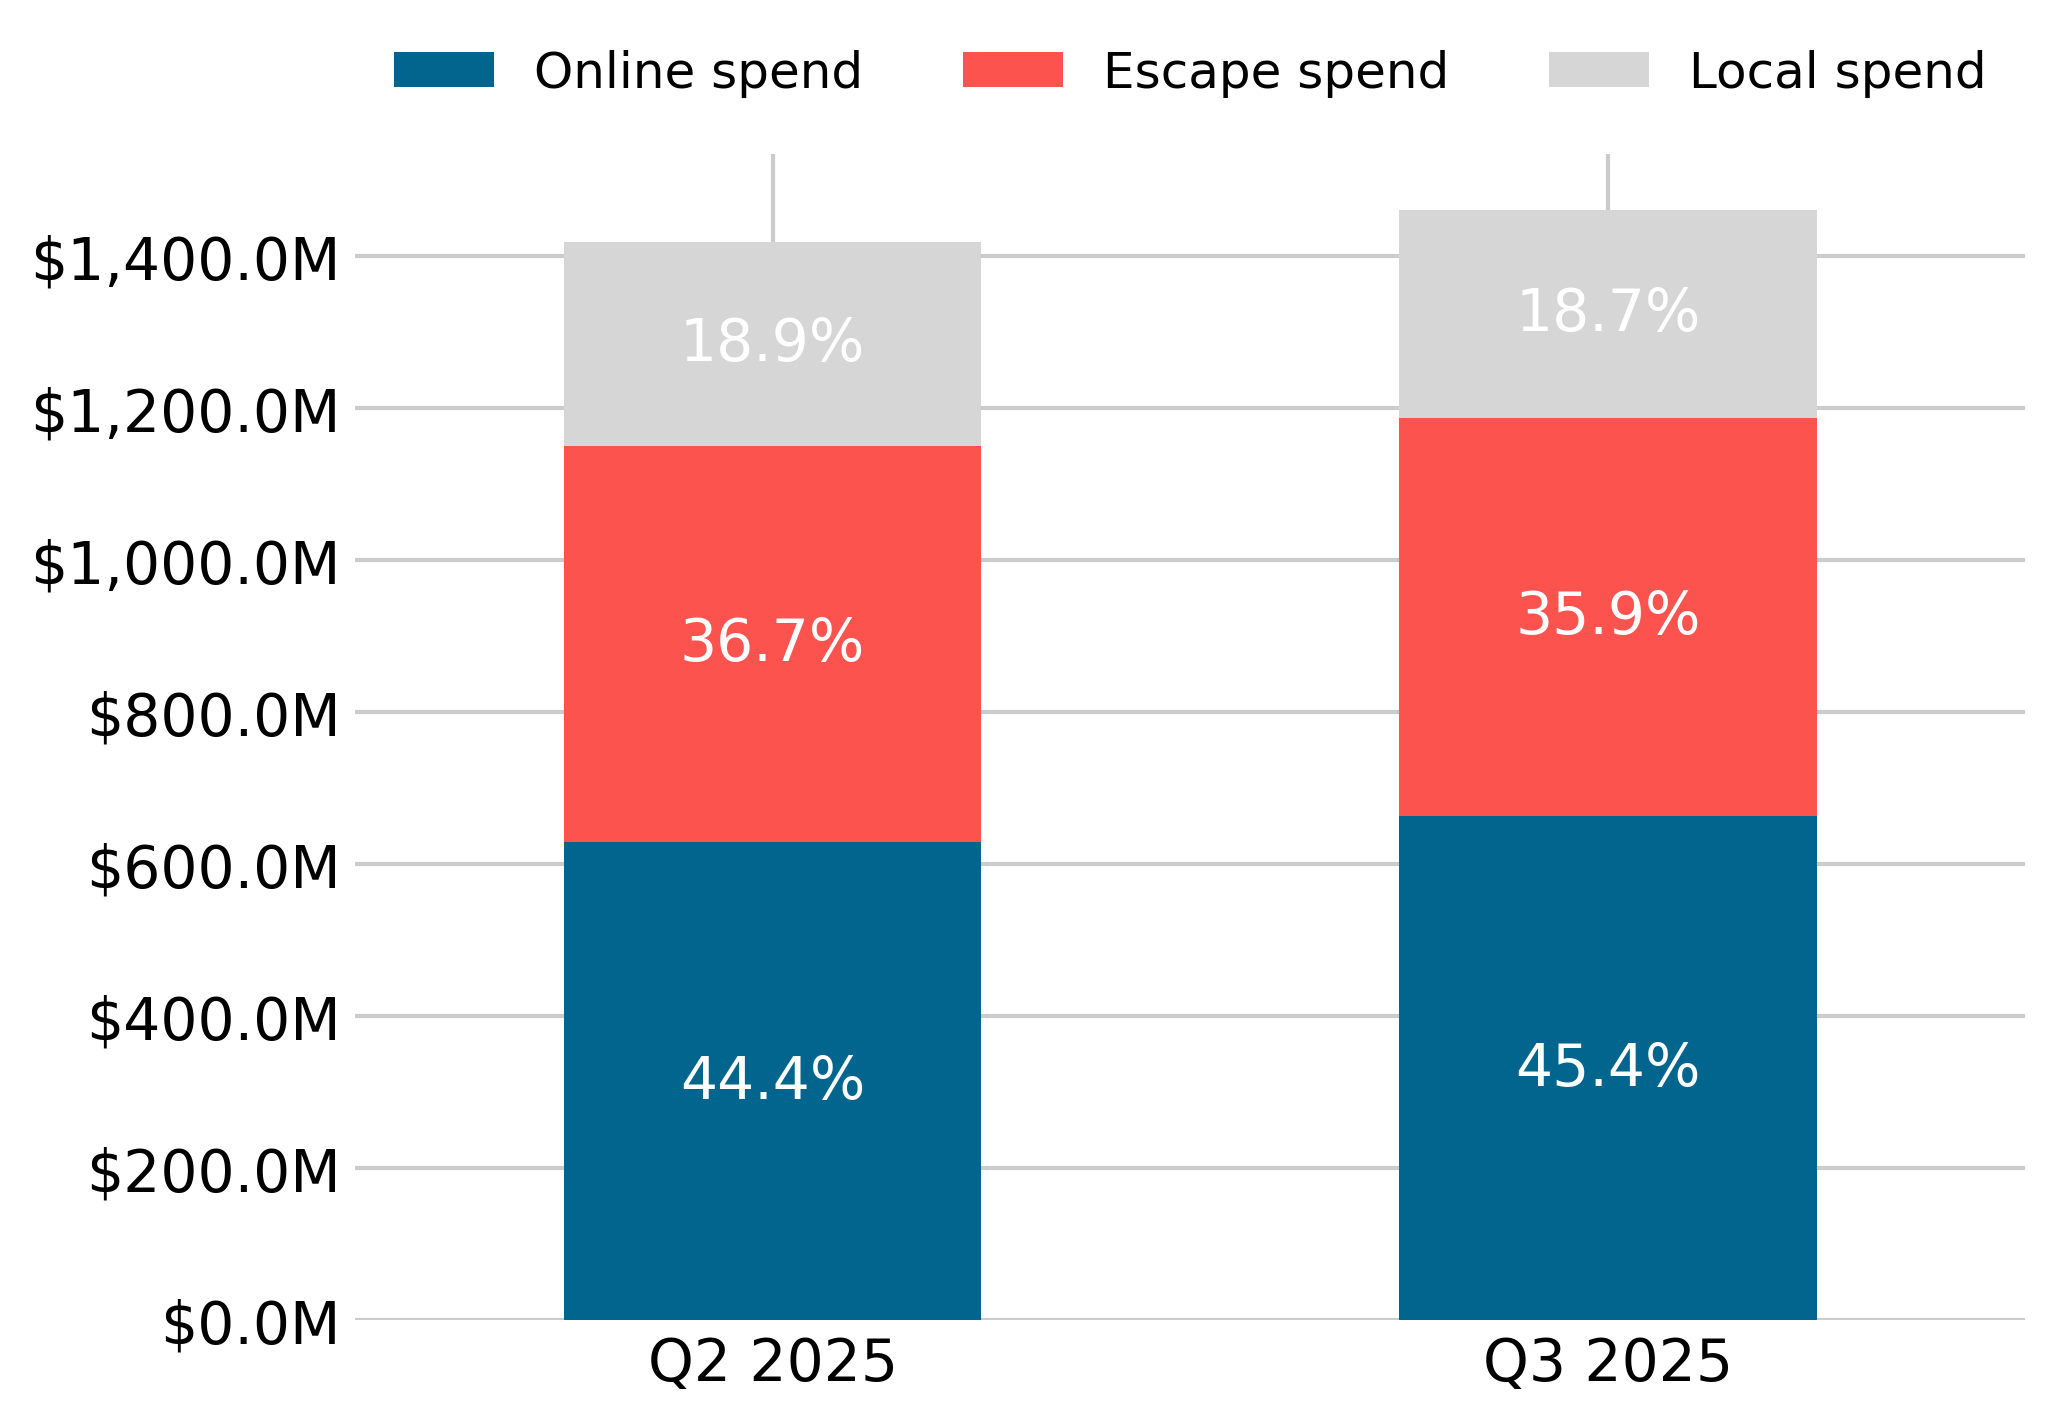 Online spend Escape spend Local spend
$1,400.0M
$1,200.0M
$1,000.0M
$800.0M
$600.0M
$400.0M
$200.0M
$0.0M
18.9%
36.7%
44.4%
18.7%
35.9%
45.4%
Q2 2025 Q3 2025